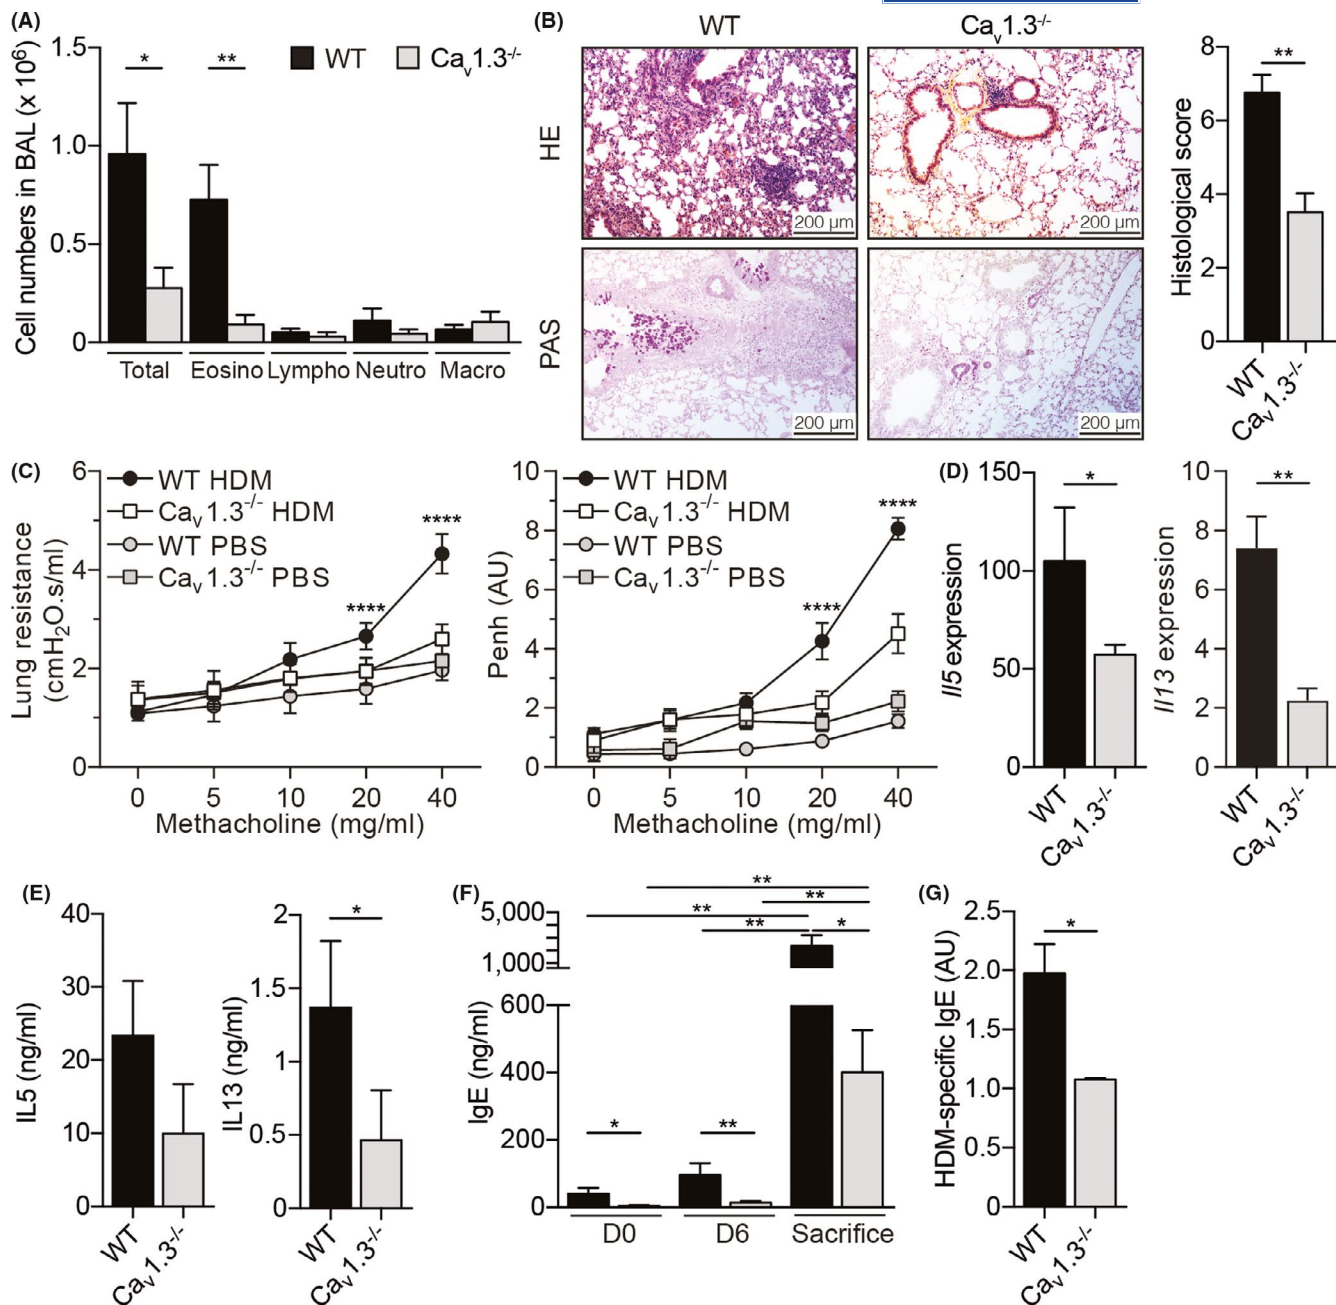 (A)
Cell numbers in BAL (x 10⁶)
1.5
1.0
0.5
0
* **
WT Caᵥ1.3⁻/⁻
Total Eosino Lympho Neutro Macro
(B)
WT Caᵥ1.3⁻/⁻
HE
200 µm 200 µm
PAS
200 µm 200 µm
Histological score
8
6
4
2
0
**
WT
Caᵥ1.3⁻/⁻
(C)
Lung resistance
(cmH₂O.s/ml)
6
4
2
0
WT HDM
Caᵥ1.3⁻/⁻ HDM
WT PBS
Caᵥ1.3⁻/⁻ PBS
****
****
0 5 10 20 40
Methacholine (mg/ml)
Penh (AU)
10
8
6
4
2
0
WT HDM
Caᵥ1.3⁻/⁻ HDM
WT PBS
Caᵥ1.3⁻/⁻ PBS
****
****
0 5 10 20 40
Methacholine (mg/ml)
(D)
Il5 expression
150
100
50
0
*
WT
Caᵥ1.3⁻/⁻
Il13 expression
10
8
6
4
2
0
**
WT
Caᵥ1.3⁻/⁻
(E)
IL5 (ng/ml)
40
30
20
10
0
WT
Caᵥ1.3⁻/⁻
IL13 (ng/ml)
2
1.5
1
0.5
0
*
WT
Caᵥ1.3⁻/⁻
(F)
IgE (ng/ml)
5,000
1,000
600
400
200
0
**
**
**
** *
* **
D0 D6 Sacrifice
(G)
HDM-specific IgE (AU)
2.5
2.0
1.5
1.0
0.5
0
*
WT
Caᵥ1.3⁻/⁻